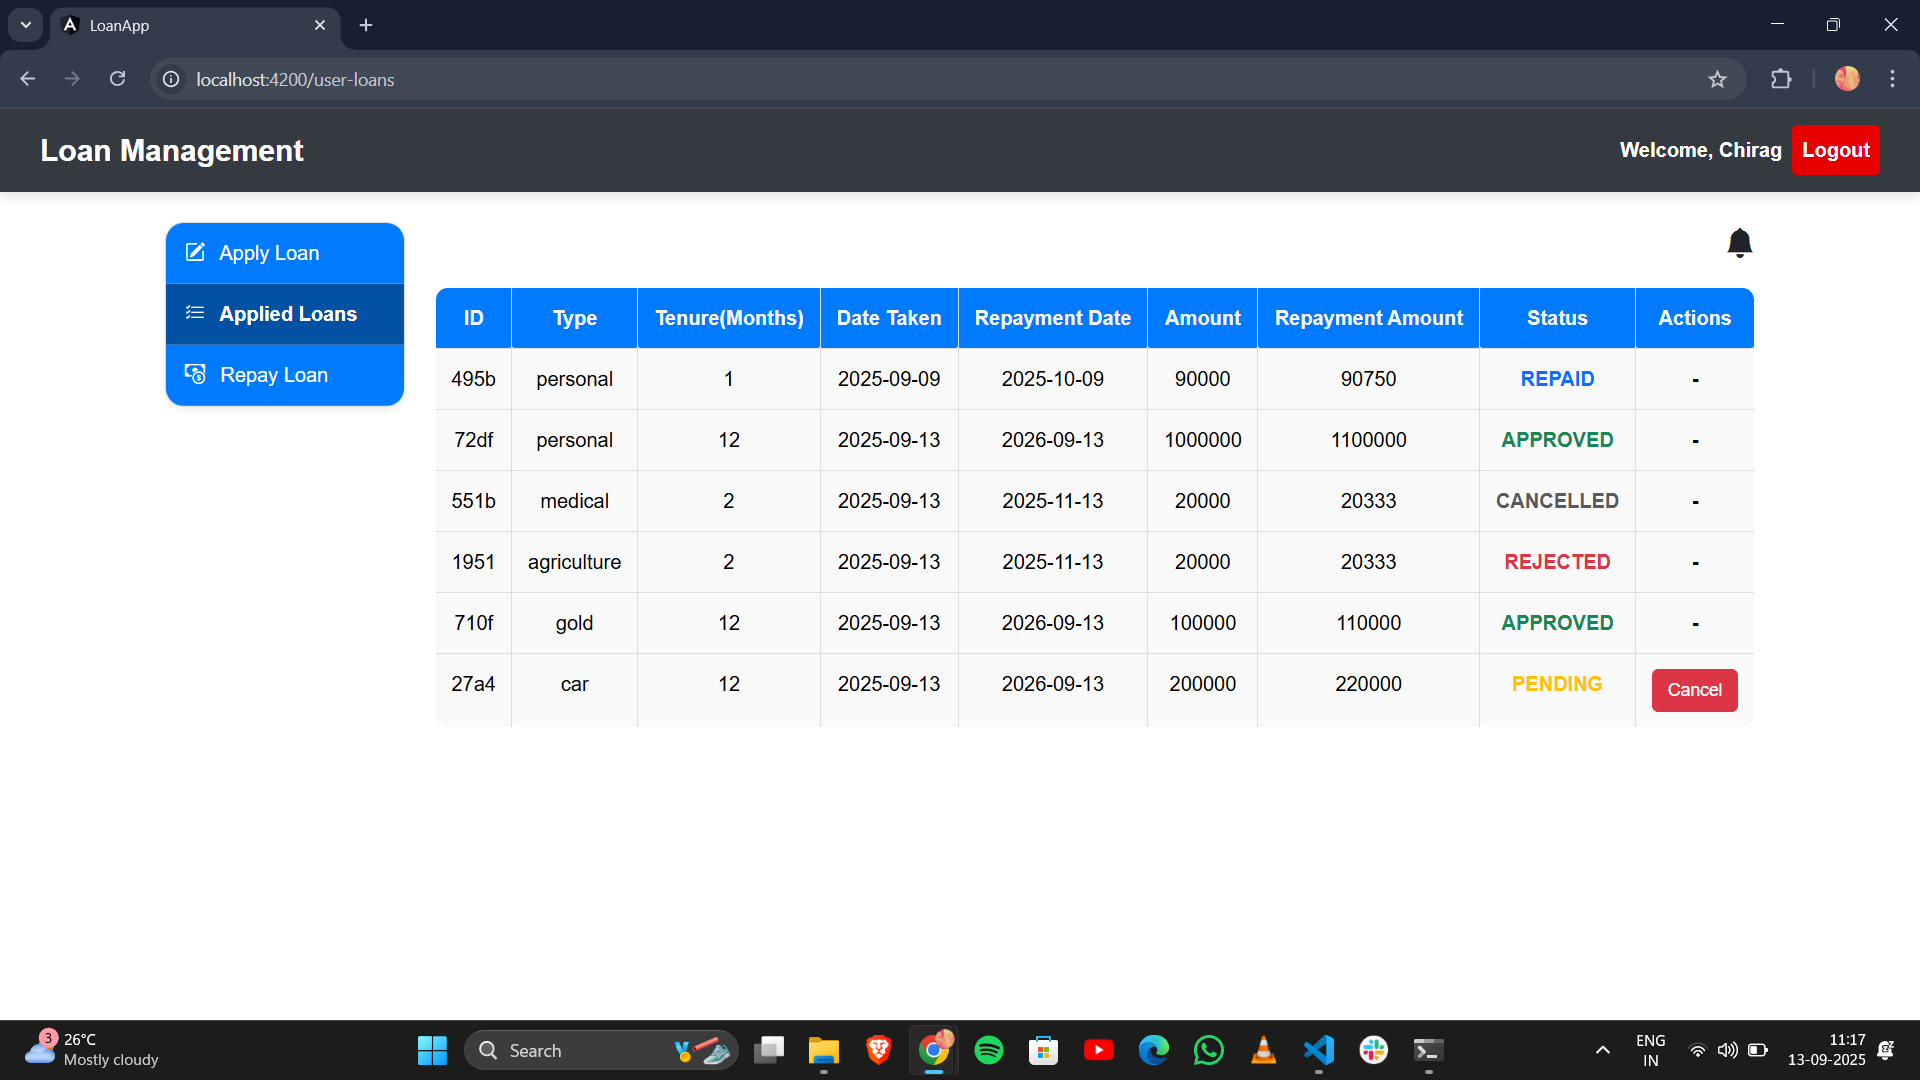 LoanApp
localhost:4200/user-loans
Loan Management
Welcome, Chirag Logout
Apply Loan
Applied Loans
Repay Loan
ID Type Tenure(Months) Date Taken Repayment Date Amount Repayment Amount Status Actions
495b personal 1 2025-09-09 2025-10-09 90000 90750 REPAID -
72df personal 12 2025-09-13 2026-09-13 1000000 1100000 APPROVED -
551b medical 2 2025-09-13 2025-11-13 20000 20333 CANCELLED -
1951 agriculture 2 2025-09-13 2025-11-13 20000 20333 REJECTED -
710f gold 12 2025-09-13 2026-09-13 100000 110000 APPROVED -
27a4 car 12 2025-09-13 2026-09-13 200000 220000 PENDING Cancel
3
26°C
Mostly cloudy
Search
ENG
IN
11:17
13-09-2025